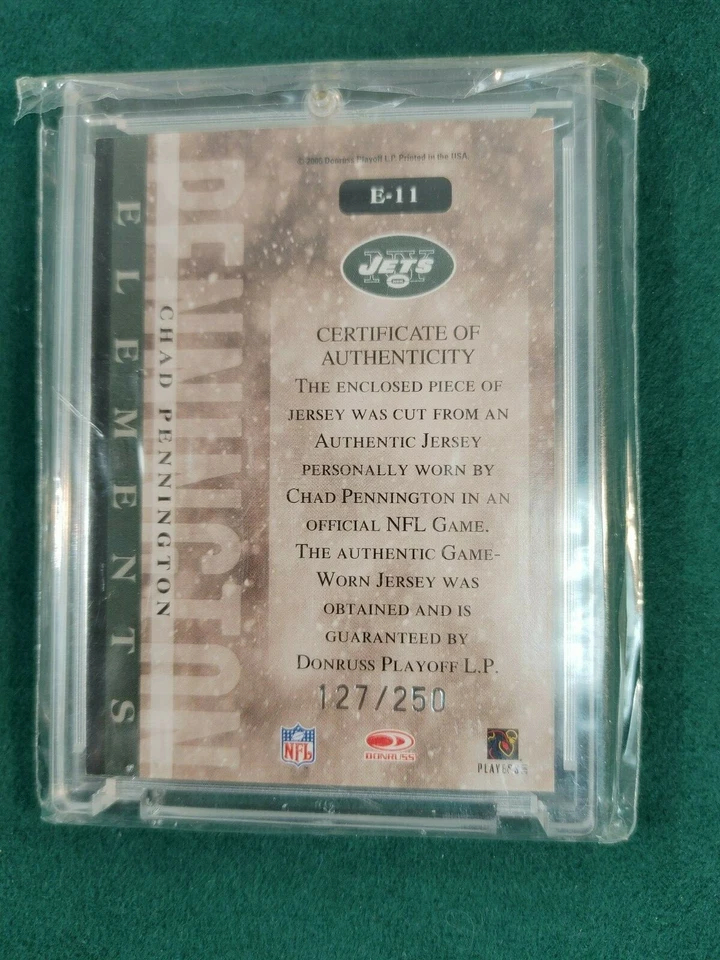 © 2005 Donruss Playoff L.P. Printed in the USA.
E-11
NY
JETS
CERTIFICATE OF
AUTHENTICITY
THE ENCLOSED PIECE OF
JERSEY WAS CUT FROM AN
AUTHENTIC JERSEY
PERSONALLY WORN BY
CHAD PENNINGTON IN AN
OFFICIAL NFL GAME.
THE AUTHENTIC GAME-
WORN JERSEY WAS
OBTAINED AND IS
GUARANTEED BY
DONRUSS PLAYOFF L.P.
127/250
NFL
DONRUSS
PLAYERS
ELEMENTS
CHAD PENNINGTON
PENNINGTON